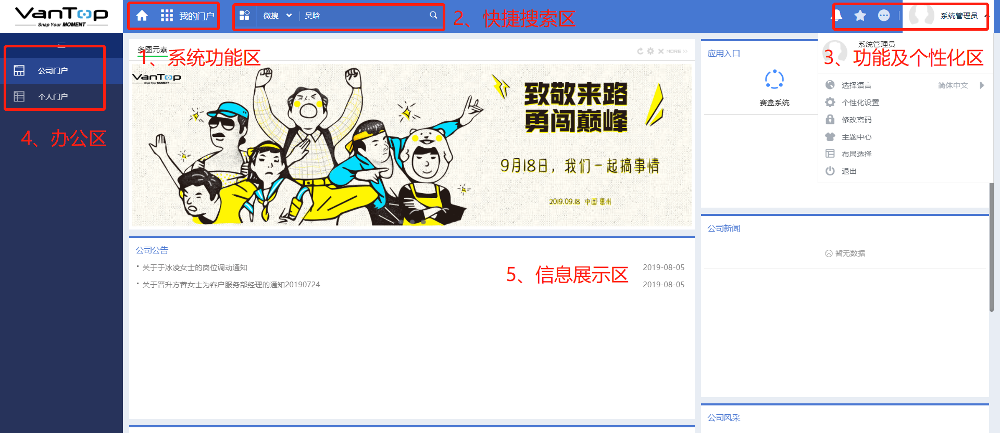 VanTop
Snap Your MOMENT
我的门户
微搜
吴晗
2、快捷搜索区
系统管理员
公司门户
个人门户
4、办公区
多图元素
1、系统功能区
MORE>>
VanTop
Snap Your MOMENT
致敬来路
勇闯巅峰
9月18日，我们一起搞事情
2019.09.18 中国·惠州
公司公告
关于于冰凌女士的岗位调动通知 2019-08-05
关于晋升方蓉女士为客户服务部经理的通知20190724 2019-08-05
5、信息展示区
应用入口
赛盒系统
系统管理员
3、功能及个性化区
选择语言 简体中文
个性化设置
修改密码
主题中心
布局选择
退出
公司新闻
暂无数据
公司风采